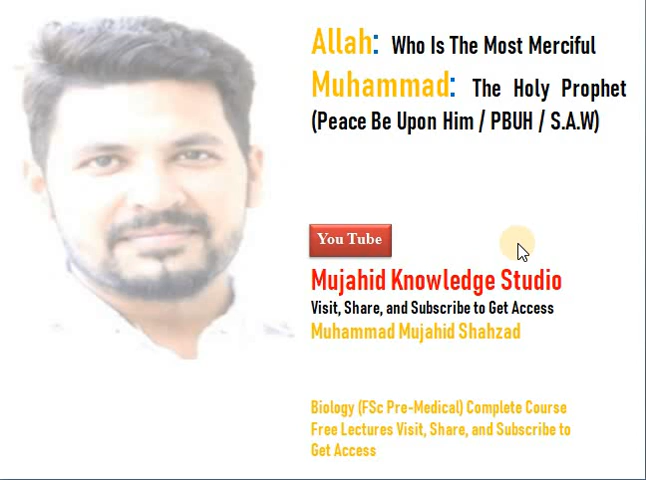 Allah: Who Is The Most Merciful
Muhammad: The Holy Prophet
(Peace Be Upon Him / PBUH / S.A.W)
You Tube
Mujahid Knowledge Studio
Visit, Share, and Subscribe to Get Access
Muhammad Mujahid Shahzad
Biology (FSc Pre-Medical) Complete Course
Free Lectures Visit, Share, and Subscribe to
Get Access